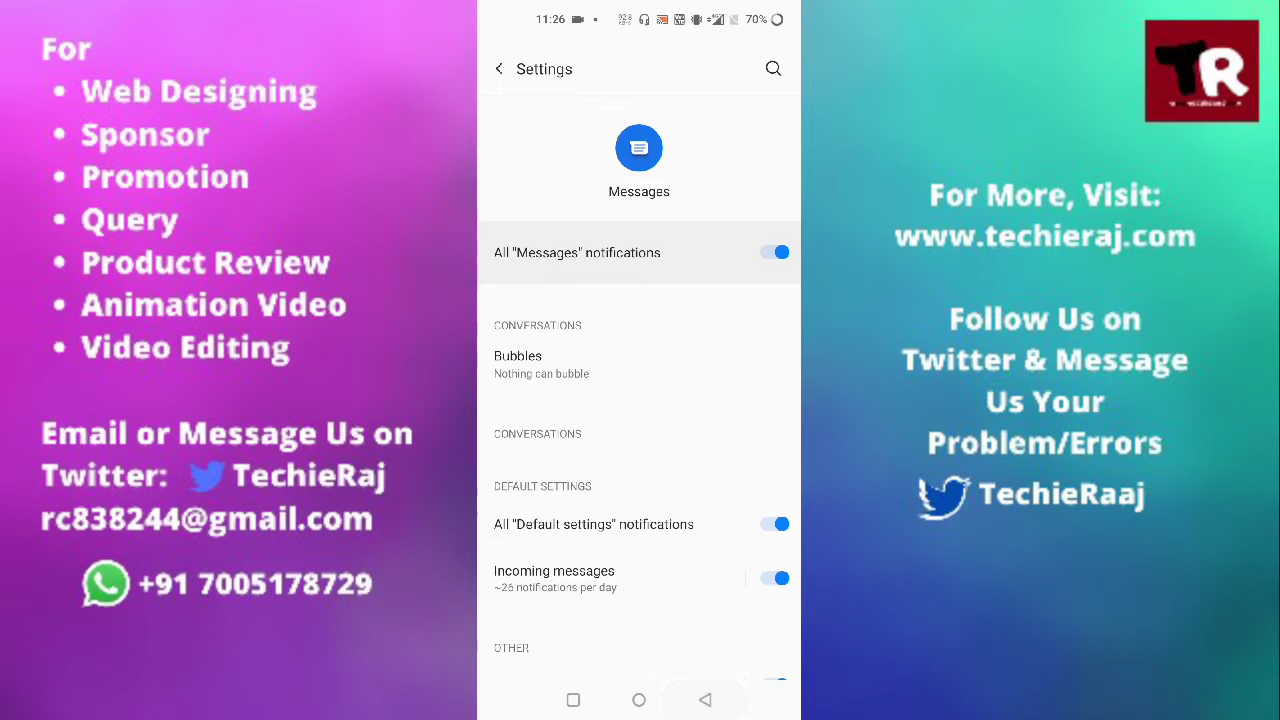 For
• Web Designing
• Sponsor
• Promotion
• Query
• Product Review
• Animation Video
• Video Editing
Email or Message Us on
Twitter: TechieRaj
rc838244@gmail.com
+91 7005178729
11:26
70%
Settings
Messages
All "Messages" notifications
CONVERSATIONS
Bubbles
Nothing can bubble
CONVERSATIONS
DEFAULT SETTINGS
All "Default settings" notifications
Incoming messages
~26 notifications per day
OTHER
TR
For More, Visit:
www.techieraj.com
Follow Us on
Twitter & Message
Us Your
Problem/Errors
TechieRaaj